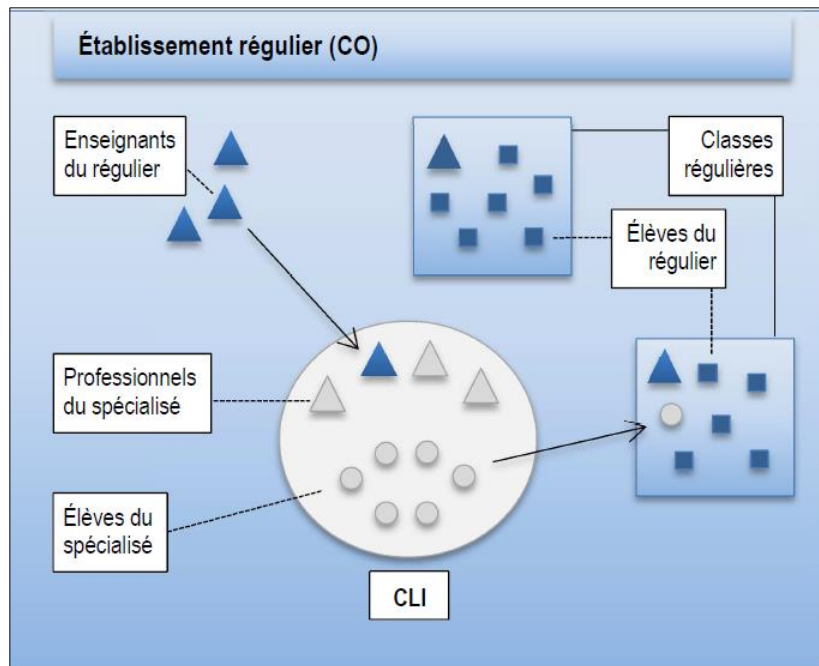 Établissement régulier (CO)
Enseignants
du régulier
Classes
régulières
Élèves du
régulier
Professionnels
du spécialisé
Élèves du
spécialisé
CLI